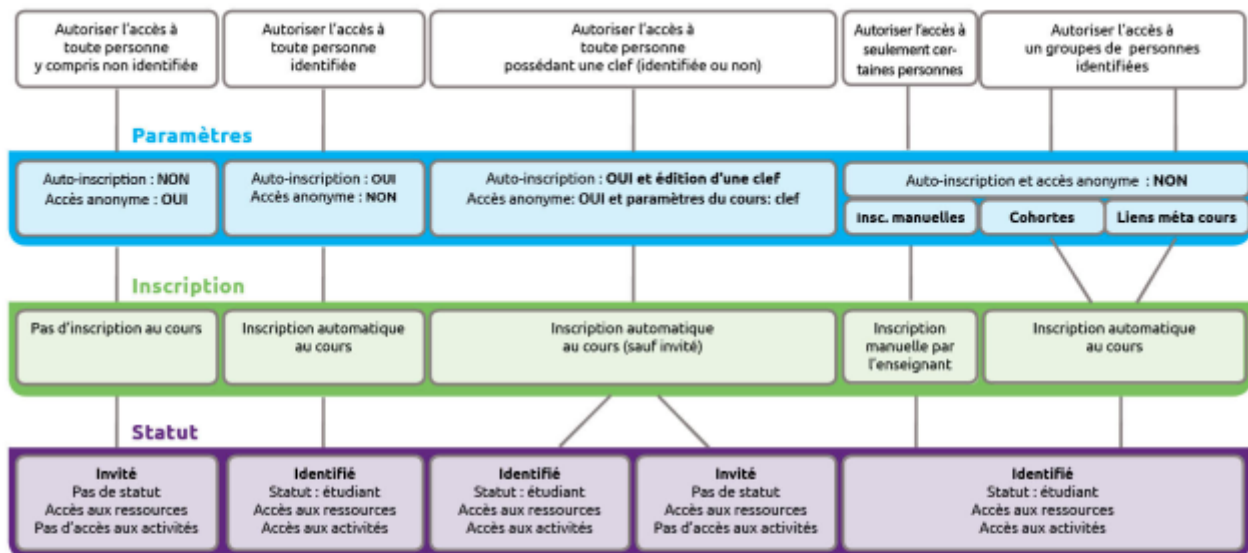 Autoriser l'accès à
toute personne
y compris non identifiée
Autoriser l'accès à
toute personne
identifiée
Autoriser l'accès à
toute personne
possédant une clef (identifiée ou non)
Autoriser l'accès à
seulement cer-
taines personnes
Autoriser l'accès à
un groupes de personnes
identifiées
Paramètres
Auto-inscription : NON
Accès anonyme : OUI
Auto-inscription : OUI
Accès anonyme : NON
Auto-inscription : OUI et édition d'une clef
Accès anonyme: OUI et paramètres du cours: clef
Auto-inscription et accès anonyme : NON
Insc. manuelles
Cohortes
Liens méta cours
Inscription
Pas d'inscription au cours
Inscription automatique
au cours
Inscription automatique
au cours (sauf invité)
Inscription
manuelle par
l'enseignant
Inscription automatique
au cours
Statut
Invité
Pas de statut
Accès aux ressources
Pas d'accès aux activités
Identifié
Statut : étudiant
Accès aux ressources
Accès aux activités
Identifié
Statut : étudiant
Accès aux ressources
Accès aux activités
Invité
Pas de statut
Accès aux ressources
Pas d'accès aux activités
Identifié
Statut : étudiant
Accès aux ressources
Accès aux activités